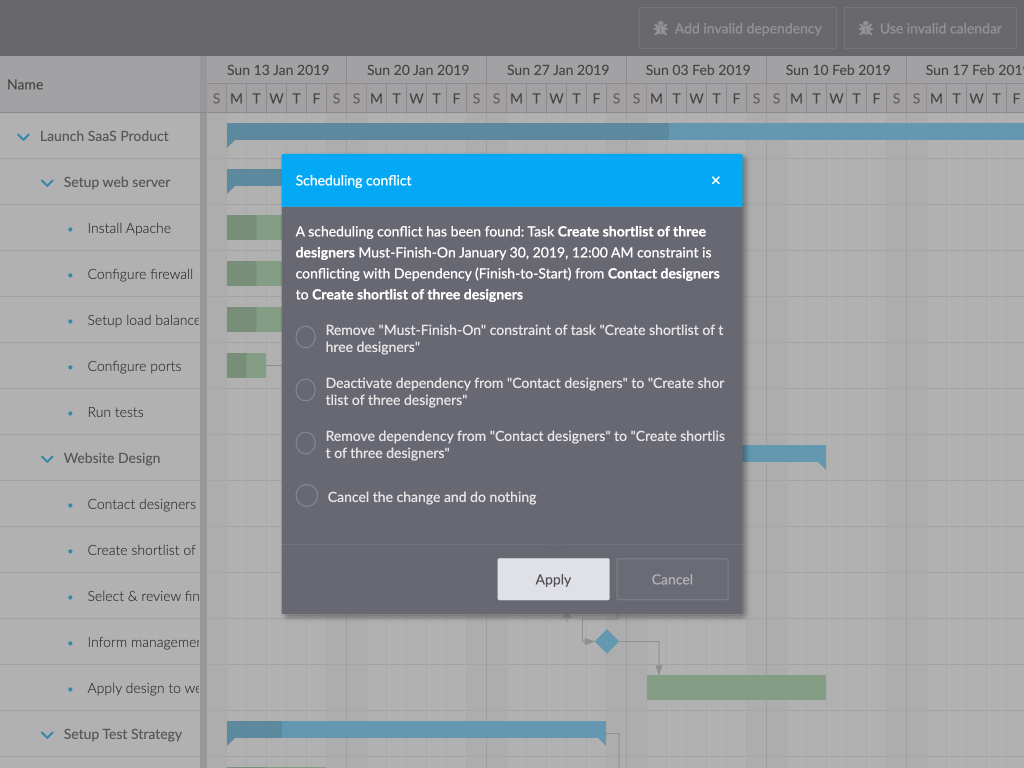 Add invalid dependency
Use invalid calendar
Name
Sun 13 Jan 2019
Sun 20 Jan 2019
Sun 27 Jan 2019
Sun 03 Feb 2019
Sun 10 Feb 2019
Sun 17 Feb 201
S M T W T F S S M T W T F S S M T W T F S S M T W T F S S M T W T F S S M T W T F
Launch SaaS Product
Setup web server
Install Apache
Configure firewall
Setup load balance
Configure ports
Run tests
Website Design
Contact designers
Create shortlist of
Select & review fin
Inform managemen
Apply design to we
Setup Test Strategy
Scheduling conflict
A scheduling conflict has been found: Task Create shortlist of three
designers Must-Finish-On January 30, 2019, 12:00 AM constraint is
conflicting with Dependency (Finish-to-Start) from Contact designers
to Create shortlist of three designers
Remove "Must-Finish-On" constraint of task "Create shortlist of t
hree designers"
Deactivate dependency from "Contact designers" to "Create shor
tlist of three designers"
Remove dependency from "Contact designers" to "Create shortlis
t of three designers"
Cancel the change and do nothing
Apply
Cancel